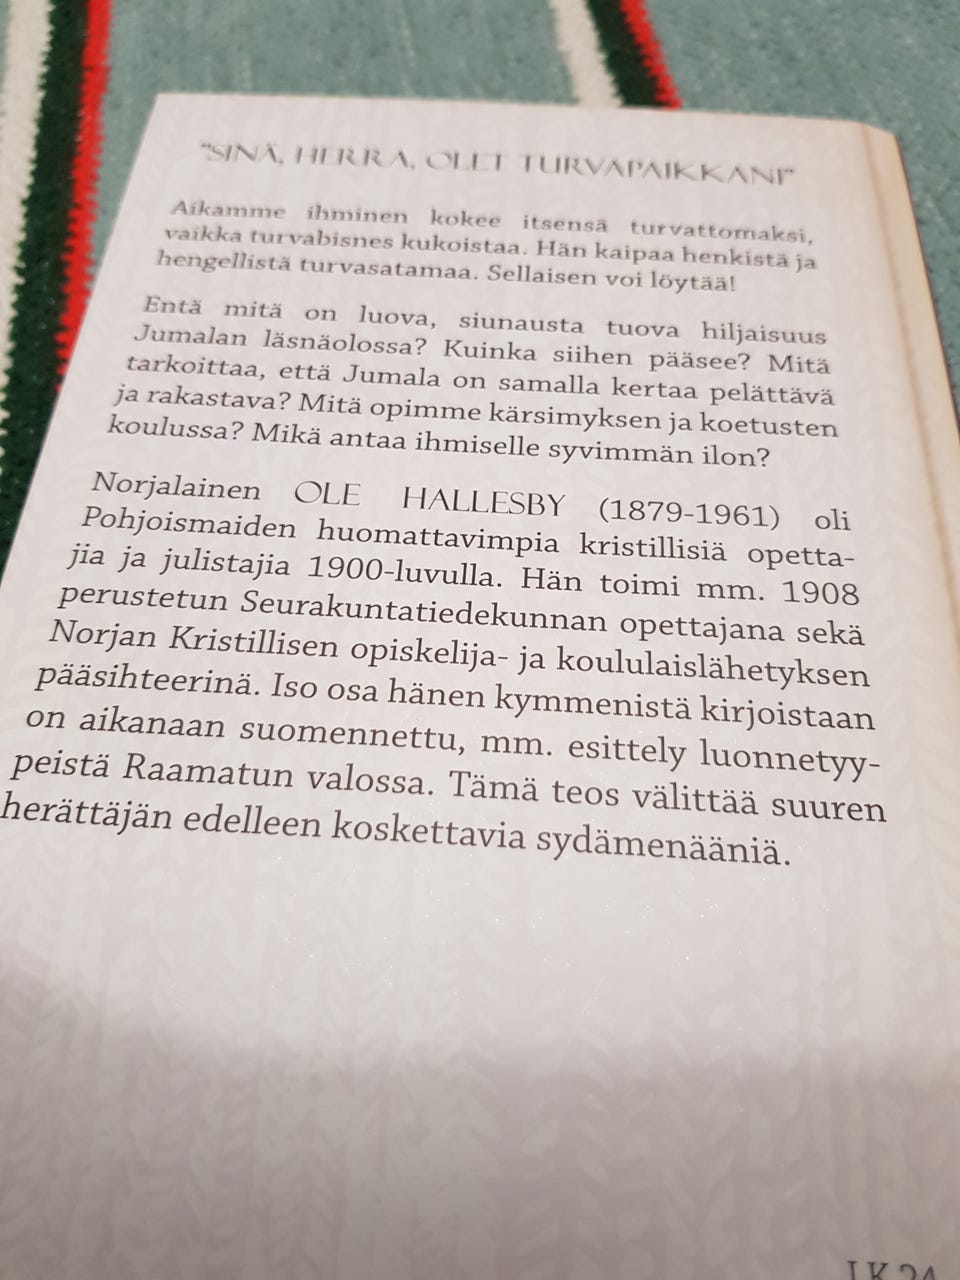 "SINÄ, HERRA, OLET TURVAPAIKKANI"
Aikamme ihminen kokee itsensä turvattomaksi,
vaikka turvabisnes kukoistaa. Hän kaipaa henkistä ja
hengellistä turvasatamaa. Sellaisen voi löytää!
Entä mitä on luova, siunausta tuova hiljaisuus
Jumalan läsnäolossa? Kuinka siihen pääsee? Mitä
tarkoittaa, että Jumala on samalla kertaa pelättävä
ja rakastava? Mitä opimme kärsimyksen ja koetusten
koulussa? Mikä antaa ihmiselle syvimmän ilon?
Norjalainen OLE HALLESBY (1879-1961) oli
Pohjoismaiden huomattavimpia kristillisiä opetta-
jia ja julistajia 1900-luvulla. Hän toimi mm. 1908
perustetun Seurakuntatiedekunnan opettajana sekä
Norjan Kristillisen opiskelija- ja koululaislähetyksen
pääsihteerinä. Iso osa hänen kymmenistä kirjoistaan
on aikanaan suomennettu, mm. esittely luonnetyy-
peistä Raamatun valossa. Tämä teos välittää suuren
herättäjän edelleen koskettavia sydämenääniä.